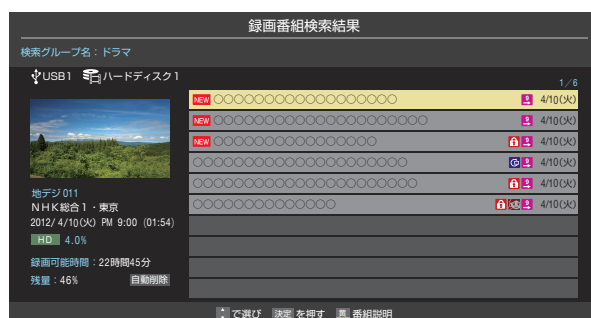 録画番組検索結果
検索グループ名：ドラマ
USB1 ハードディスク1
1／6
NEW ○○○○○○○○○○○○○○○○○○ 4/10(火)
NEW ○○○○○○○○○○○○○○○○○○○○○ 4/10(火)
NEW ○○○○○○○○○○○○○○○○ 4/10(火)
○○○○○○○○○○○○○○○○○○○○○ 4/10(火)
○○○○○○○○○○○○○○○○○○○○○○ 4/10(火)
○○○○○○○○○○○○○○ 4/10(火)
地デジ 011
NHK総合1・東京
2012/ 4/10(火) PM 9:00 (01:54)
HD 4.0%
録画可能時間：22時間45分
残量：46% 自動削除
で選び 決定 を押す 黄 番組説明